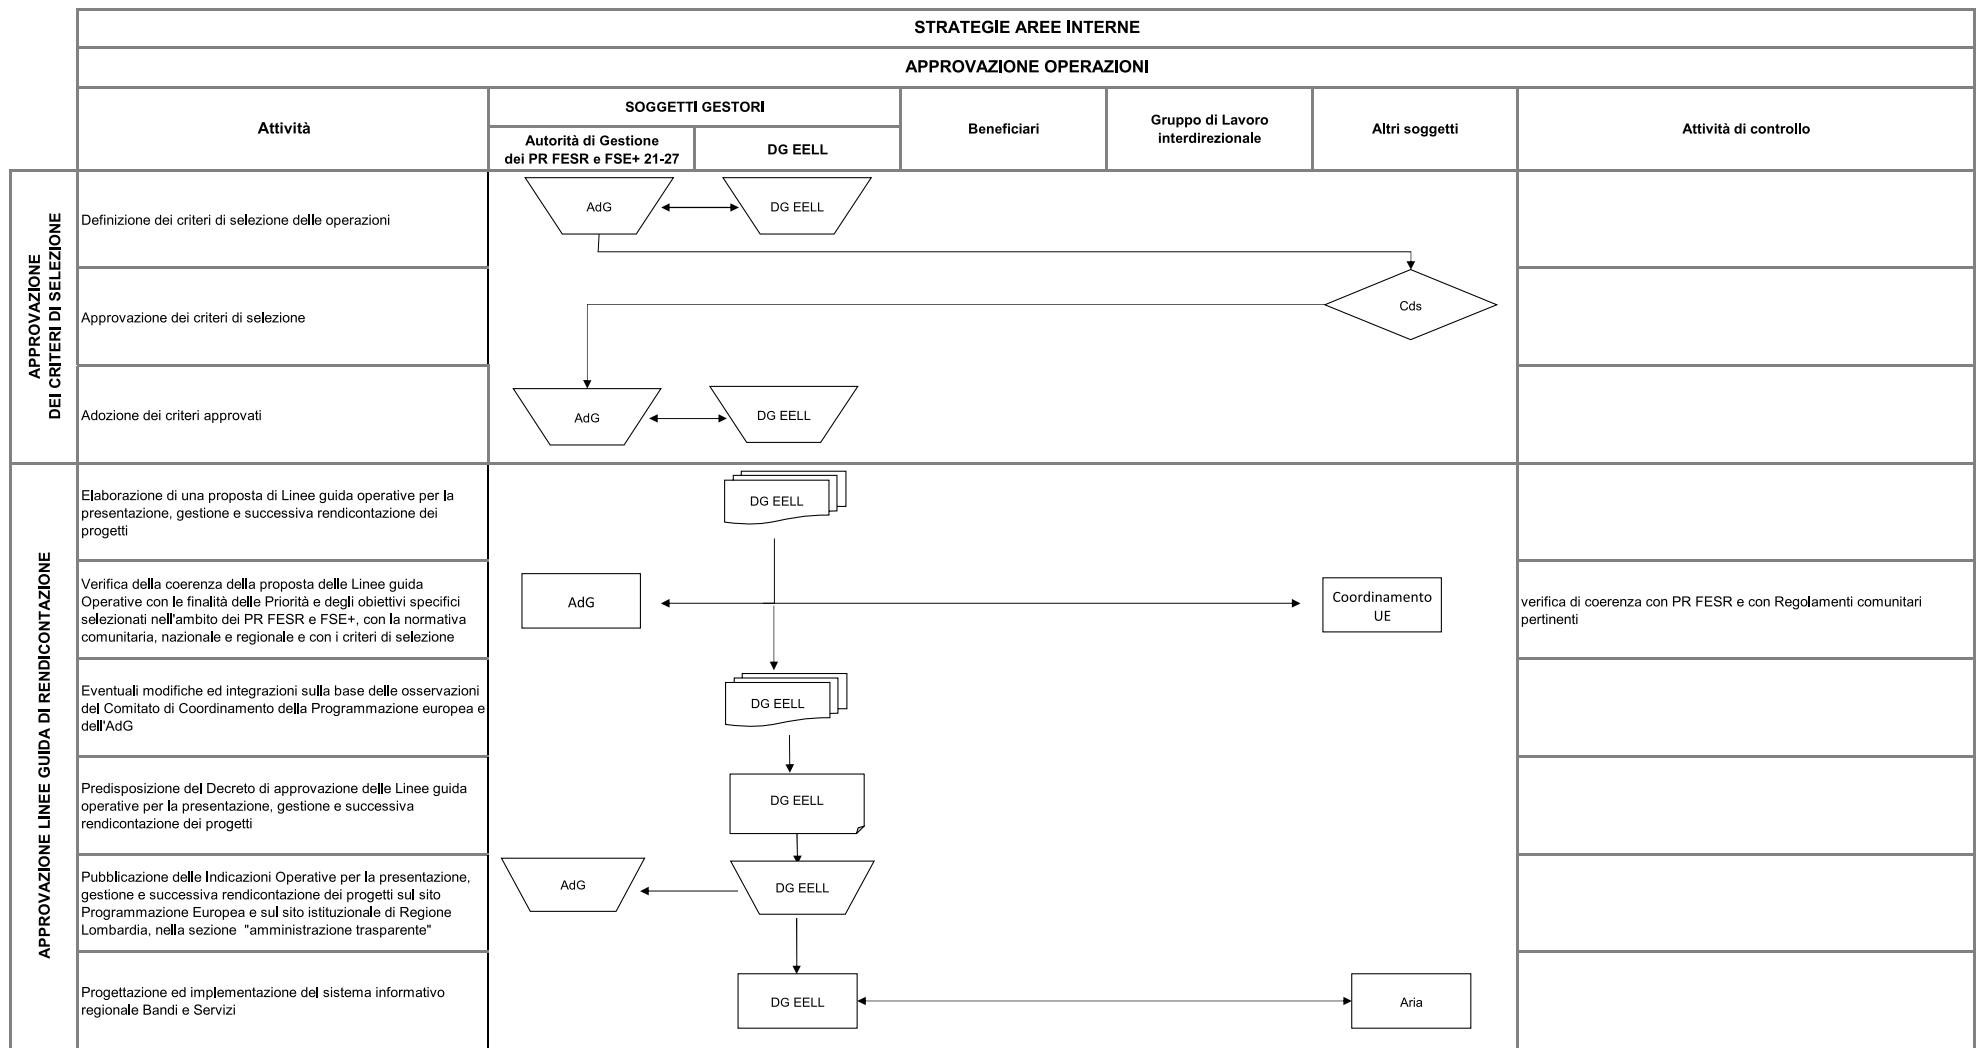 STRATEGIE AREE INTERNE
APPROVAZIONE OPERAZIONI
Attività
SOGGETTI GESTORI
Autorità di Gestione
dei PR FESR e FSE+ 21-27
DG EELL
Beneficiari
Gruppo di Lavoro
interdirezionale
Altri soggetti
Attività di controllo
APPROVAZIONE
DEI CRITERI DI SELEZIONE
Definizione dei criteri di selezione delle operazioni
AdG
DG EELL
Approvazione dei criteri di selezione
Cds
Adozione dei criteri approvati
AdG
DG EELL
APPROVAZIONE LINEE GUIDA DI RENDICONTAZIONE
Elaborazione di una proposta di Linee guida operative per la
presentazione, gestione e successiva rendicontazione dei
progetti
DG EELL
Verifica della coerenza della proposta delle Linee guida
Operative con le finalità delle Priorità e degli obiettivi specifici
selezionati nell'ambito dei PR FESR e FSE+, con la normativa
comunitaria, nazionale e regionale e con i criteri di selezione
AdG
Coordinamento
UE
verifica di coerenza con PR FESR e con Regolamenti comunitari
pertinenti
Eventuali modifiche ed integrazioni sulla base delle osservazioni
del Comitato di Coordinamento della Programmazione europea e
dell'AdG
DG EELL
Predisposizione del Decreto di approvazione delle Linee guida
operative per la presentazione, gestione e successiva
rendicontazione dei progetti
DG EELL
Pubblicazione delle Indicazioni Operative per la presentazione,
gestione e successiva rendicontazione dei progetti sul sito
Programmazione Europea e sul sito istituzionale di Regione
Lombardia, nella sezione "amministrazione trasparente"
AdG
DG EELL
Progettazione ed implementazione del sistema informativo
regionale Bandi e Servizi
DG EELL
Aria